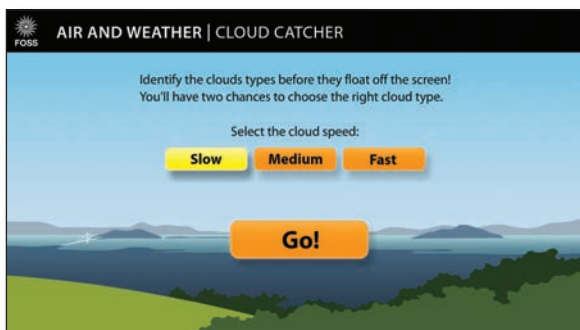 FOSS
AIR AND WEATHER | CLOUD CATCHER
Identify the clouds types before they float off the screen!
You'll have two chances to choose the right cloud type.
Select the cloud speed:
Slow Medium Fast
Go!